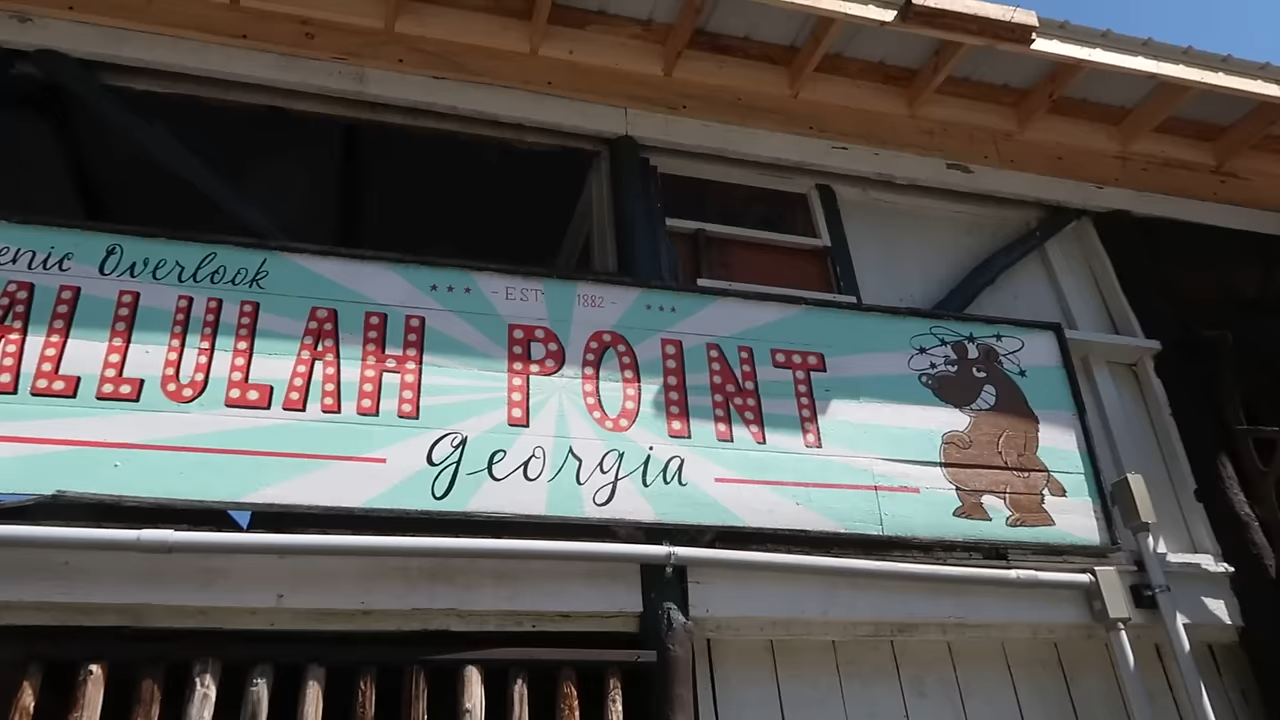 enic Overlook
*** - EST. 1882 - ***
ALLULAH POINT
Georgia